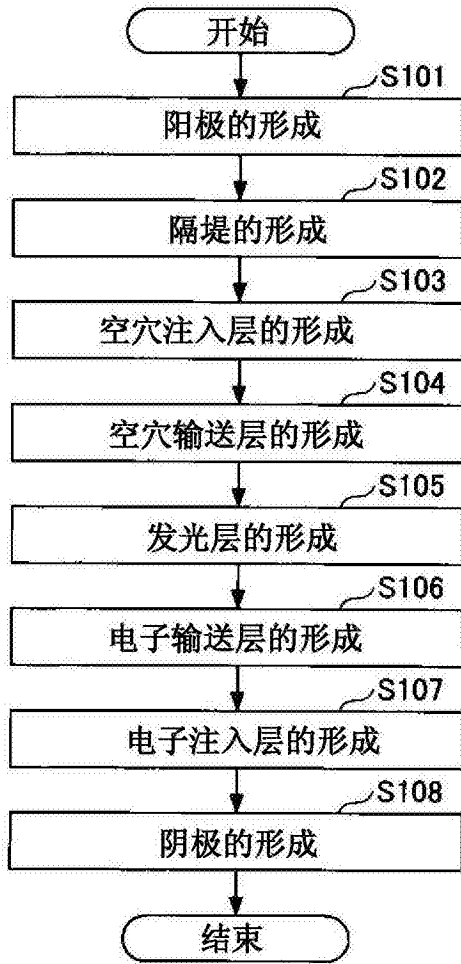 开始
S101
阳极的形成
S102
隔堤的形成
S103
空穴注入层的形成
S104
空穴输送层的形成
S105
发光层的形成
S106
电子输送层的形成
S107
电子注入层的形成
S108
阴极的形成
结束